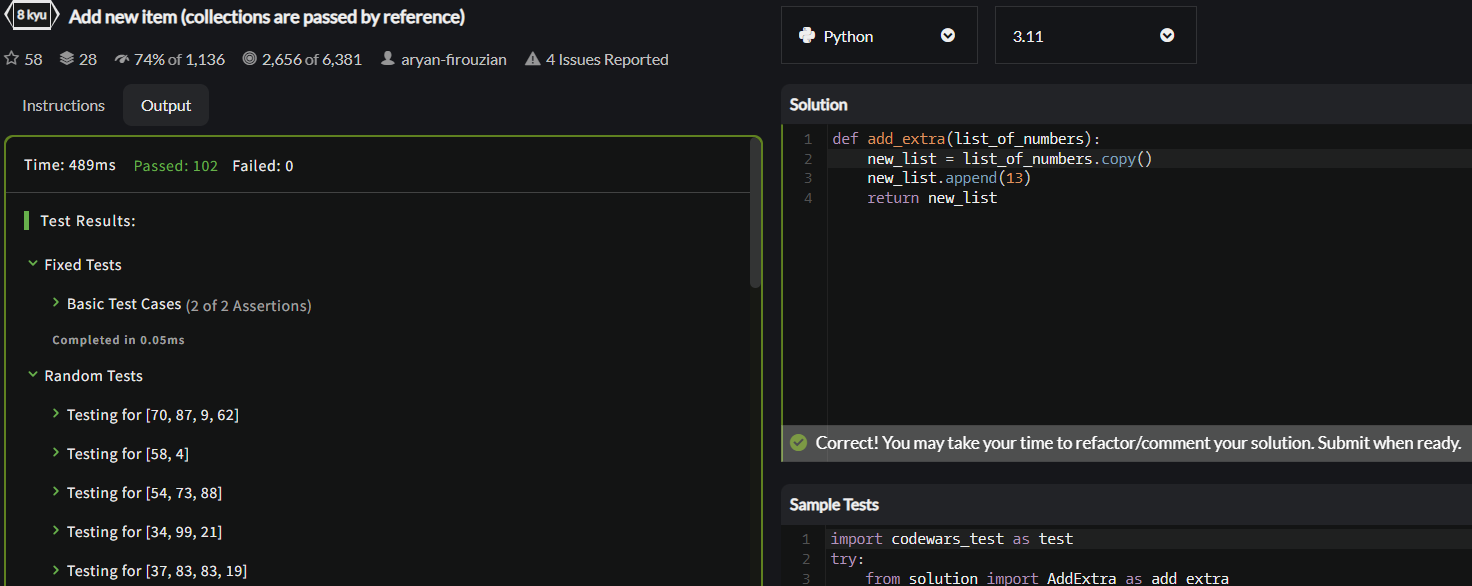 8 kyu Add new item (collections are passed by reference)
58 28 74% of 1,136 2,656 of 6,381 aryan-firouzian 4 Issues Reported
Instructions Output
Time: 489ms Passed: 102 Failed: 0
Test Results:
Fixed Tests
Basic Test Cases (2 of 2 Assertions)
Completed in 0.05ms
Random Tests
Testing for [70, 87, 9, 62]
Testing for [58, 4]
Testing for [54, 73, 88]
Testing for [34, 99, 21]
Testing for [37, 83, 83, 19]
Python 3.11
Solution
1 def add_extra(list_of_numbers):
2     new_list = list_of_numbers.copy()
3     new_list.append(13)
4     return new_list
Correct! You may take your time to refactor/comment your solution. Submit when ready.
Sample Tests
1 import codewars_test as test
2 try:
3     from solution import AddExtra as add_extra